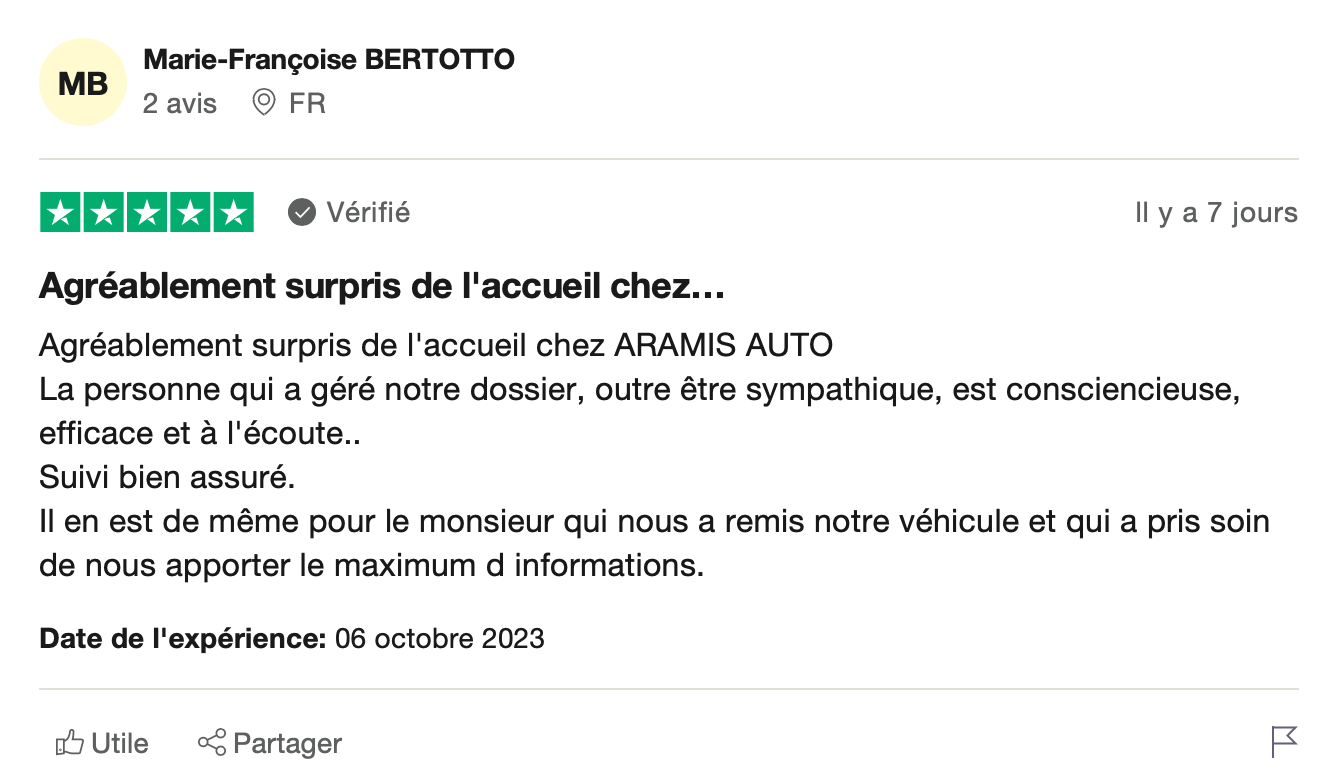 MB
Marie-Françoise BERTOTTO
2 avis FR
Vérifié Il y a 7 jours
Agréablement surpris de l'accueil chez…
Agréablement surpris de l'accueil chez ARAMIS AUTO
La personne qui a géré notre dossier, outre être sympathique, est consciencieuse,
efficace et à l'écoute..
Suivi bien assuré.
Il en est de même pour le monsieur qui nous a remis notre véhicule et qui a pris soin
de nous apporter le maximum d informations.
Date de l'expérience: 06 octobre 2023
Utile Partager